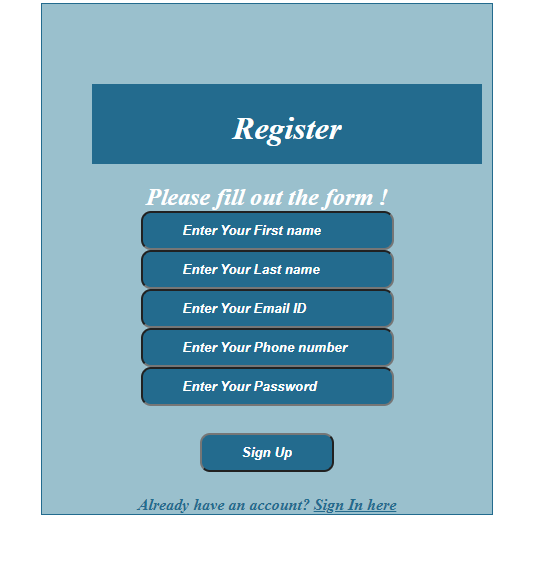 Register
Please fill out the form !
Enter Your First name
Enter Your Last name
Enter Your Email ID
Enter Your Phone number
Enter Your Password
Sign Up
Already have an account? Sign In here